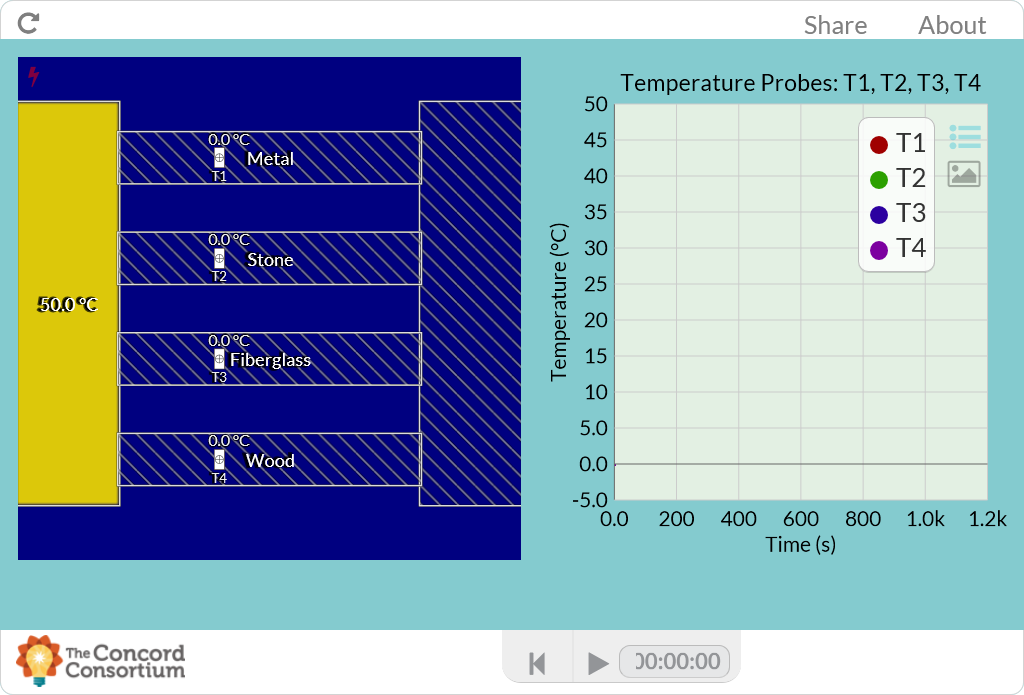 Share About
0.0 °C
Metal
T1
0.0 °C
Stone
T2
50.0 °C
0.0 °C
Fiberglass
T3
0.0 °C
Wood
T4
Temperature Probes: T1, T2, T3, T4
Temperature (°C)
50
45
40
35
30
25
20
15
10
5.0
0.0
-5.0
T1
T2
T3
T4
0.0 200 400 600 800 1.0k 1.2k
Time (s)
The Concord
Consortium
00:00:00